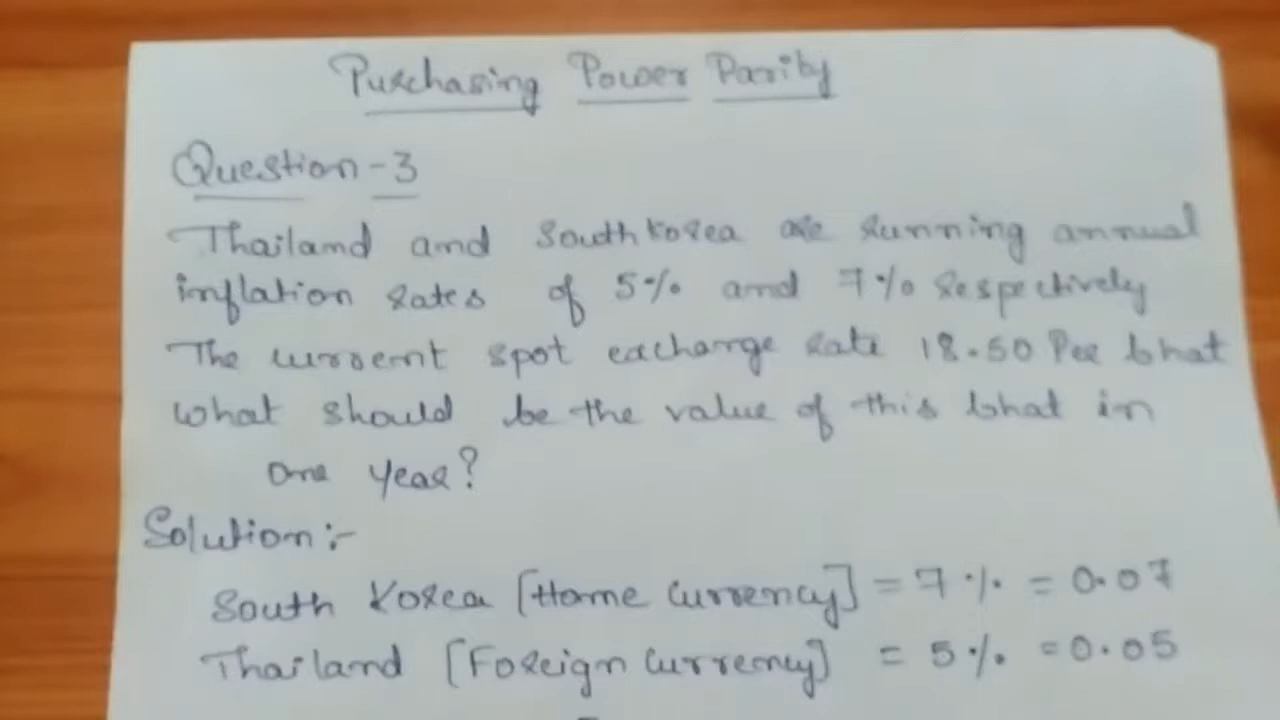 Purchasing Power Parity
Question-3
Thailand and South Korea are running annual
inflation rates of 5% and 7% respectively
The current spot exchange rate 18.50 Per bhat
what should be the value of this bhat in
one year?
Solution:-
South Korea [Home Currency] = 7% = 0.07
Thailand [Foreign Currency] = 5% = 0.05